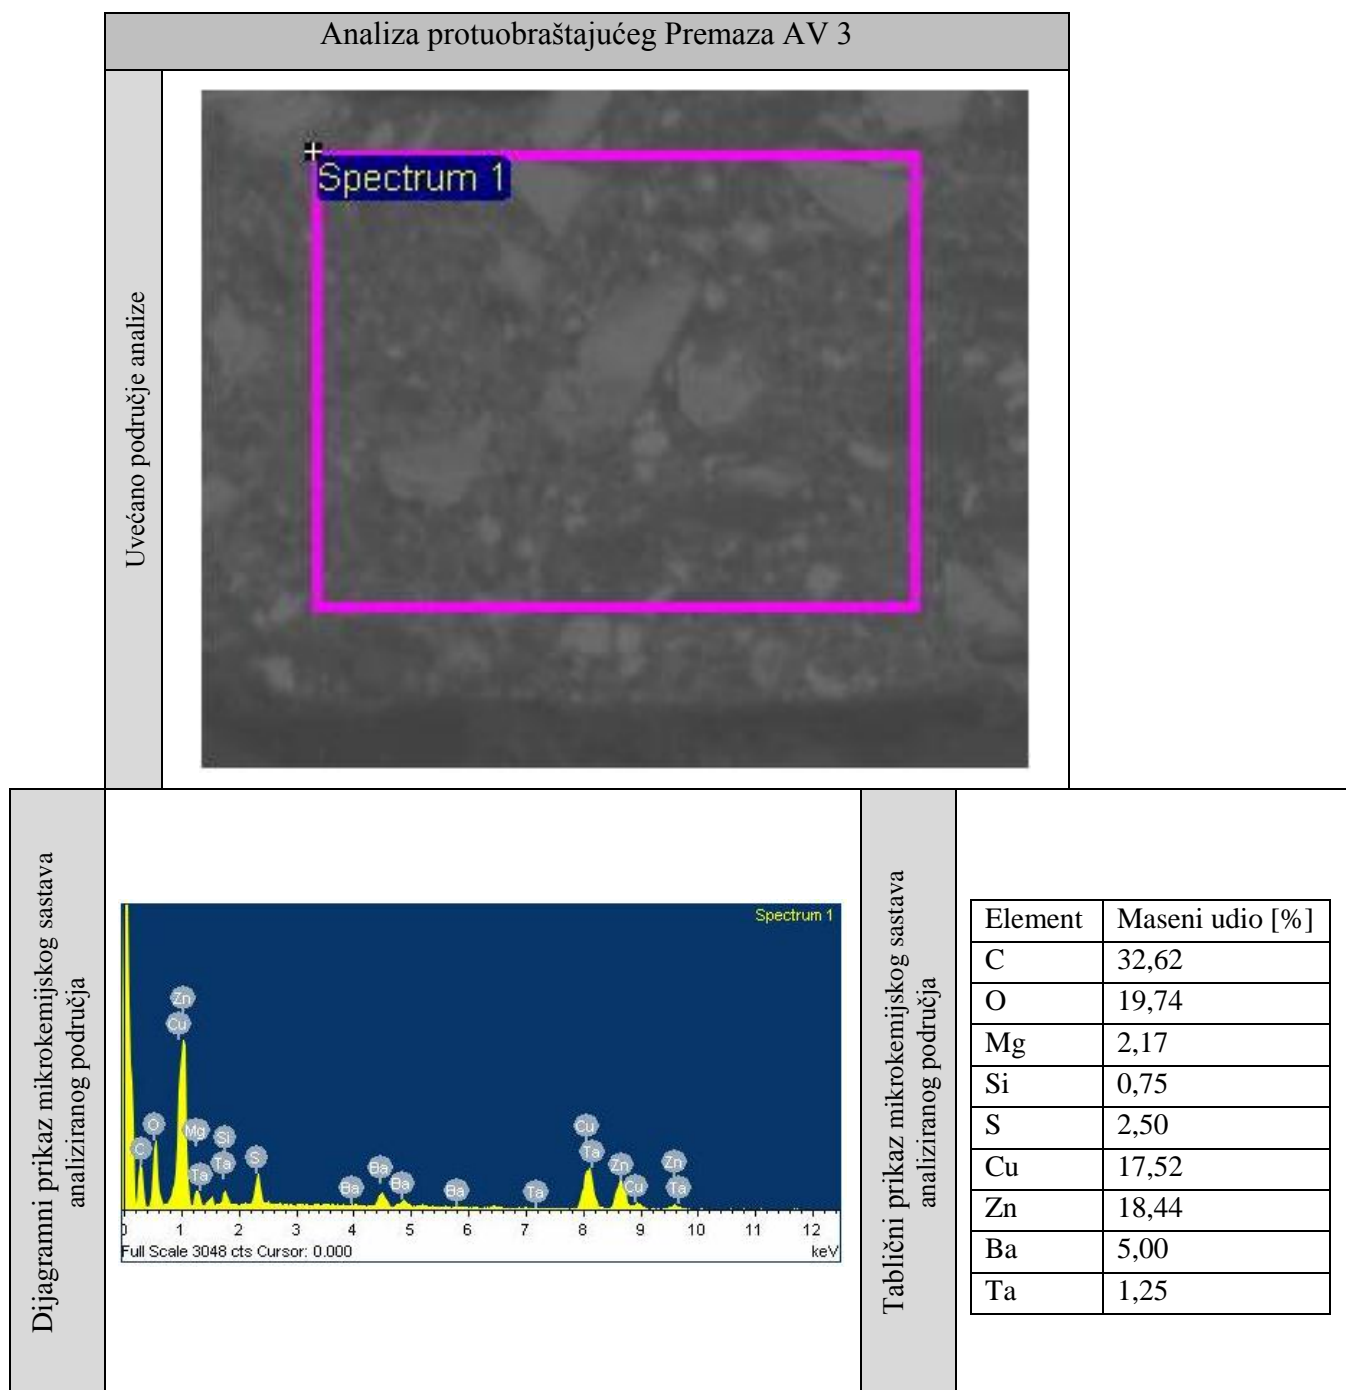 Analiza protuobraštajućeg Premaza AV 3
Uvećano područje analize
Spectrum 1
Dijagramni prikaz mikrokemijskog sastava
analiziranog područja
Spectrum 1
Zn
Cu
C
O
Mg
Ta
Si
Ta
S
Ba
Ba
Ba
Ba
Ta
Cu
Ta
Zn
Cu
Zn
Ta
0 1 2 3 4 5 6 7 8 9 10 11 12
Full Scale 3048 cts Cursor: 0.000 keV
Tablični prikaz mikrokemijskog sastava
analiziranog područja
Element Maseni udio [%]
C 32,62
O 19,74
Mg 2,17
Si 0,75
S 2,50
Cu 17,52
Zn 18,44
Ba 5,00
Ta 1,25